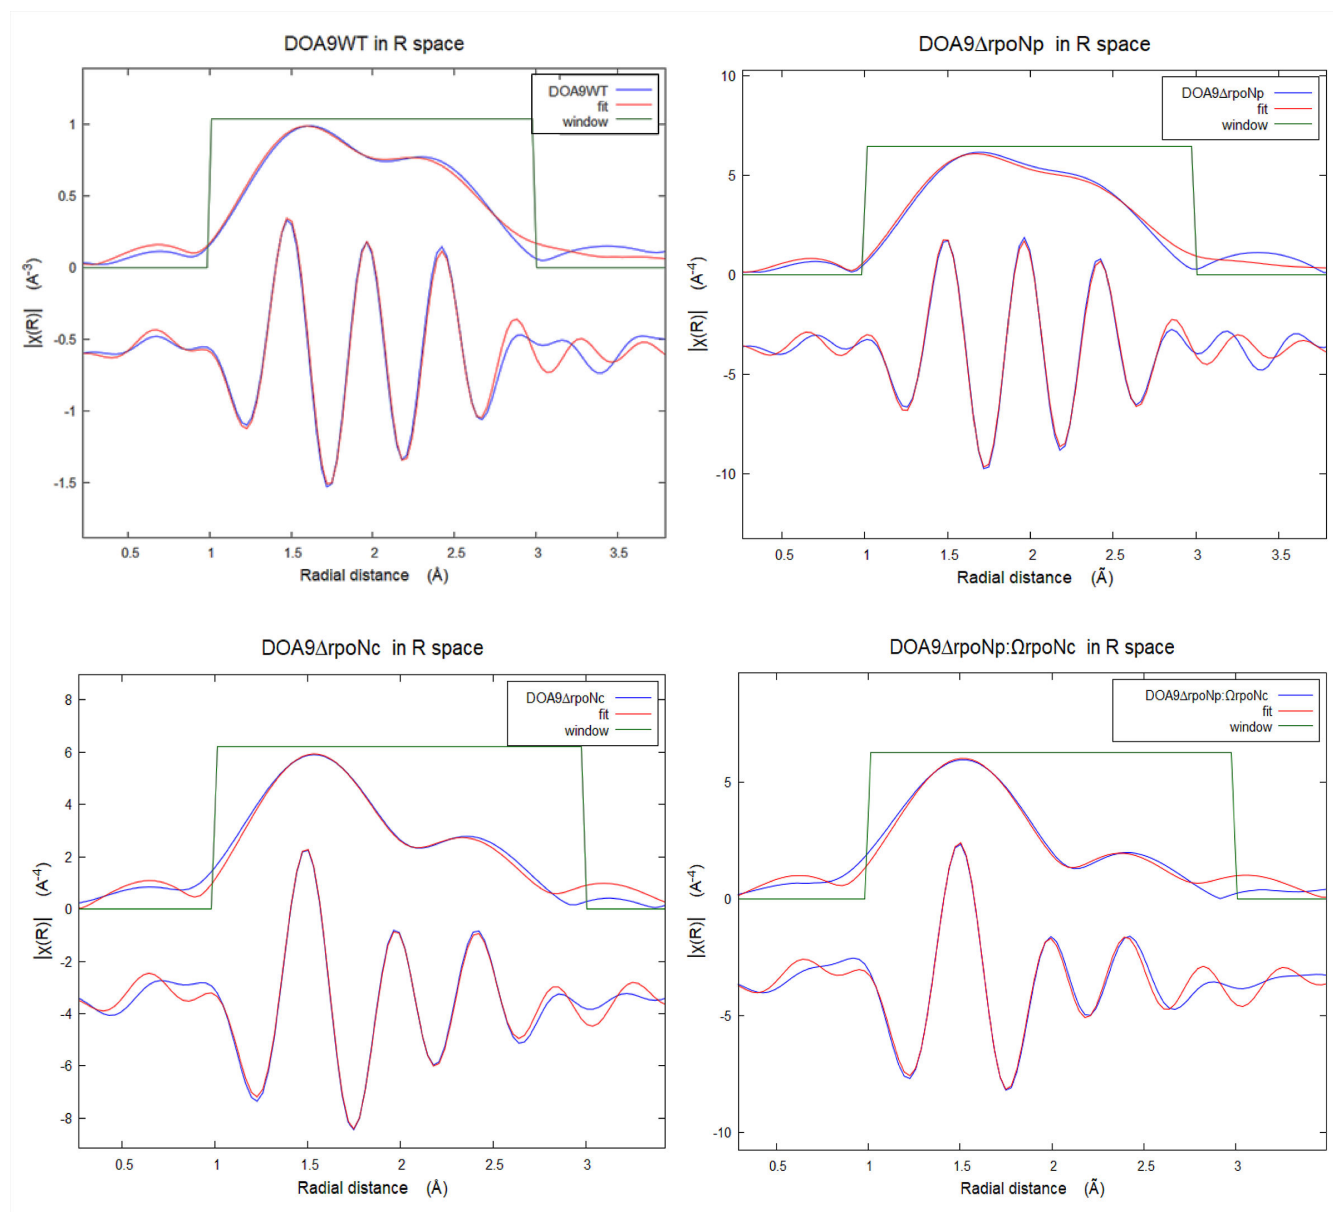 DOA9WT in R space
DOA9WT
fit
window
1
0.5
0
-0.5
-1
-1.5
|χ(R)| (A⁻³)
0.5 1 1.5 2 2.5 3 3.5
Radial distance (Å)
DOA9ΔrpoNp in R space
DOA9ΔrpoNp
fit
window
10
5
0
-5
-10
|χ(R)| (A⁻⁴)
0.5 1 1.5 2 2.5 3 3.5
Radial distance (Ã)
DOA9ΔrpoNc in R space
DOA9ΔrpoNc
fit
window
8
6
4
2
0
-2
-4
-6
-8
|χ(R)| (A⁻⁴)
0.5 1 1.5 2 2.5 3
Radial distance (Å)
DOA9ΔrpoNp:ΩrpoNc in R space
DOA9ΔrpoNp:ΩrpoNc
fit
window
5
0
-5
-10
|χ(R)| (A⁻⁴)
0.5 1 1.5 2 2.5 3
Radial distance (Ã)